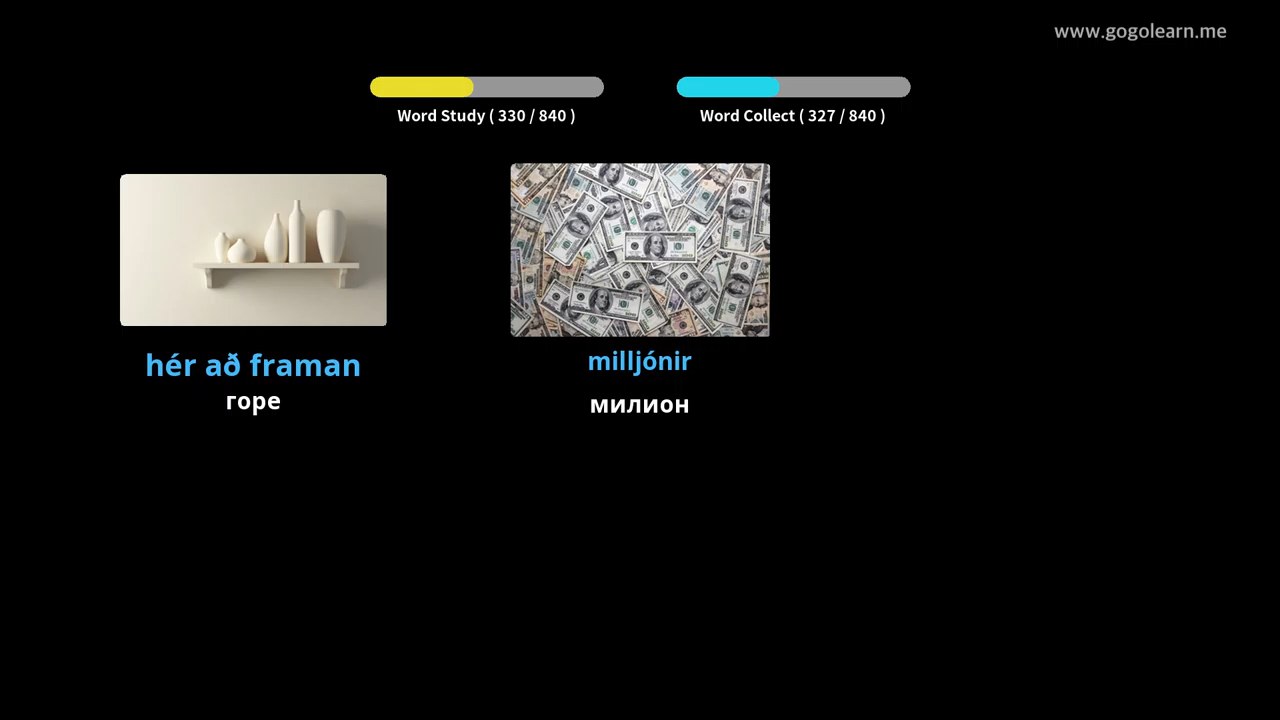 www.gogolearn.me
Word Study ( 330 / 840 )
Word Collect ( 327 / 840 )
hér að framan
горе
milljónir
милион